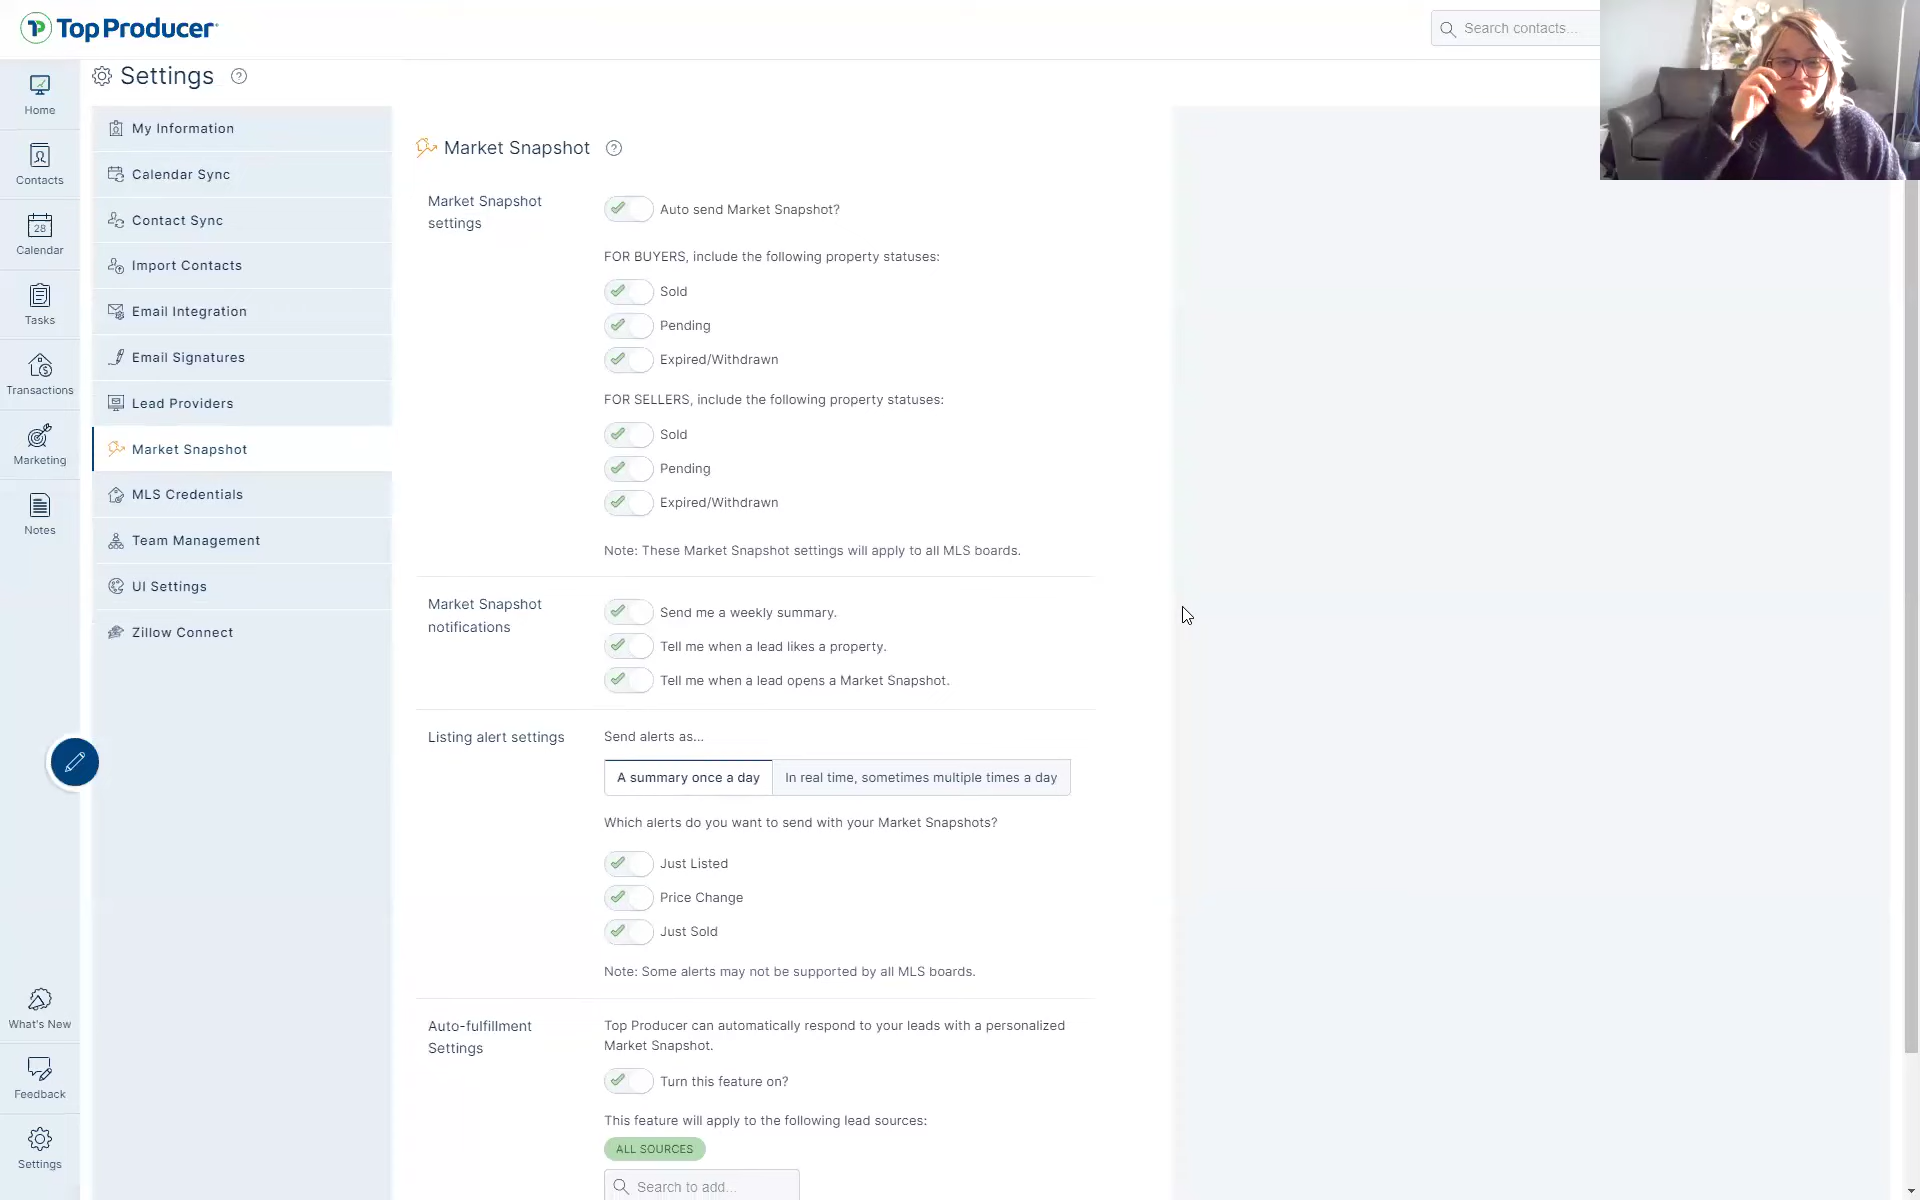 Top Producer
Search contacts...
Settings
Home
Contacts
28
Calendar
Tasks
Transactions
Marketing
Notes
What's New
Feedback
Settings
My Information
Calendar Sync
Contact Sync
Import Contacts
Email Integration
Email Signatures
Lead Providers
Market Snapshot
MLS Credentials
Team Management
UI Settings
Zillow Connect
Market Snapshot
Market Snapshot
settings
Auto send Market Snapshot?
FOR BUYERS, include the following property statuses:
Sold
Pending
Expired/Withdrawn
FOR SELLERS, include the following property statuses:
Sold
Pending
Expired/Withdrawn
Note: These Market Snapshot settings will apply to all MLS boards.
Market Snapshot
notifications
Send me a weekly summary.
Tell me when a lead likes a property.
Tell me when a lead opens a Market Snapshot.
Listing alert settings
Send alerts as...
A summary once a day
In real time, sometimes multiple times a day
Which alerts do you want to send with your Market Snapshots?
Just Listed
Price Change
Just Sold
Note: Some alerts may not be supported by all MLS boards.
Auto-fulfillment
Settings
Top Producer can automatically respond to your leads with a personalized
Market Snapshot.
Turn this feature on?
This feature will apply to the following lead sources:
ALL SOURCES
Search to add...